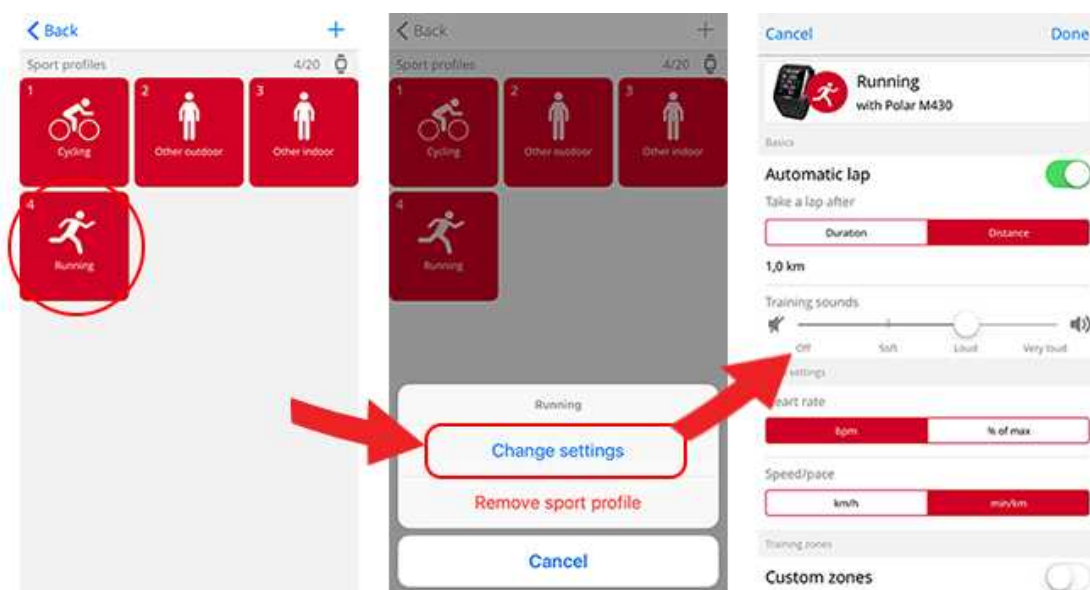 Back
+
Sport profiles 4/20
1
Cycling
2
Other outdoor
3
Other indoor
4
Running
Back
+
Sport profiles 4/20
1
Cycling
2
Other outdoor
3
Other indoor
4
Running
Running
Change settings
Remove sport profile
Cancel
Cancel Done
Running
with Polar M430
Basics
Automatic lap
Take a lap after
Duration Distance
1,0 km
Training sounds
Off Soft Loud Very loud
settings
eart rate
bpm % of max
Speed/pace
km/h min/km
Training zones
Custom zones